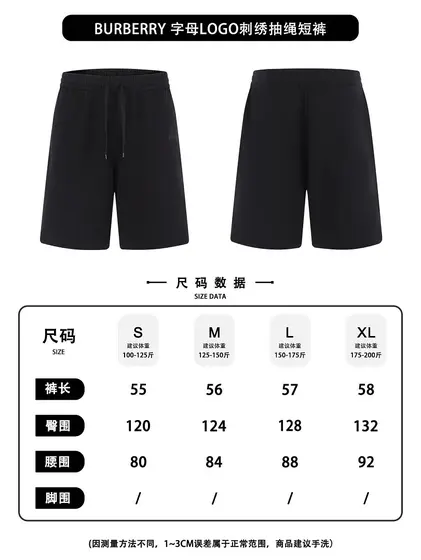 BURBERRY 字母LOGO刺绣抽绳短裤
尺码数据
SIZE DATA
尺码 S M L XL
SIZE 建议体重 建议体重 建议体重 建议体重
100-125斤 125-150斤 150-175斤 175-200斤
裤长 55 56 57 58
臀围 120 124 128 132
腰围 80 84 88 92
脚围 / / / /
(因测量方法不同，1~3CM误差属于正常范围，商品建议手洗)